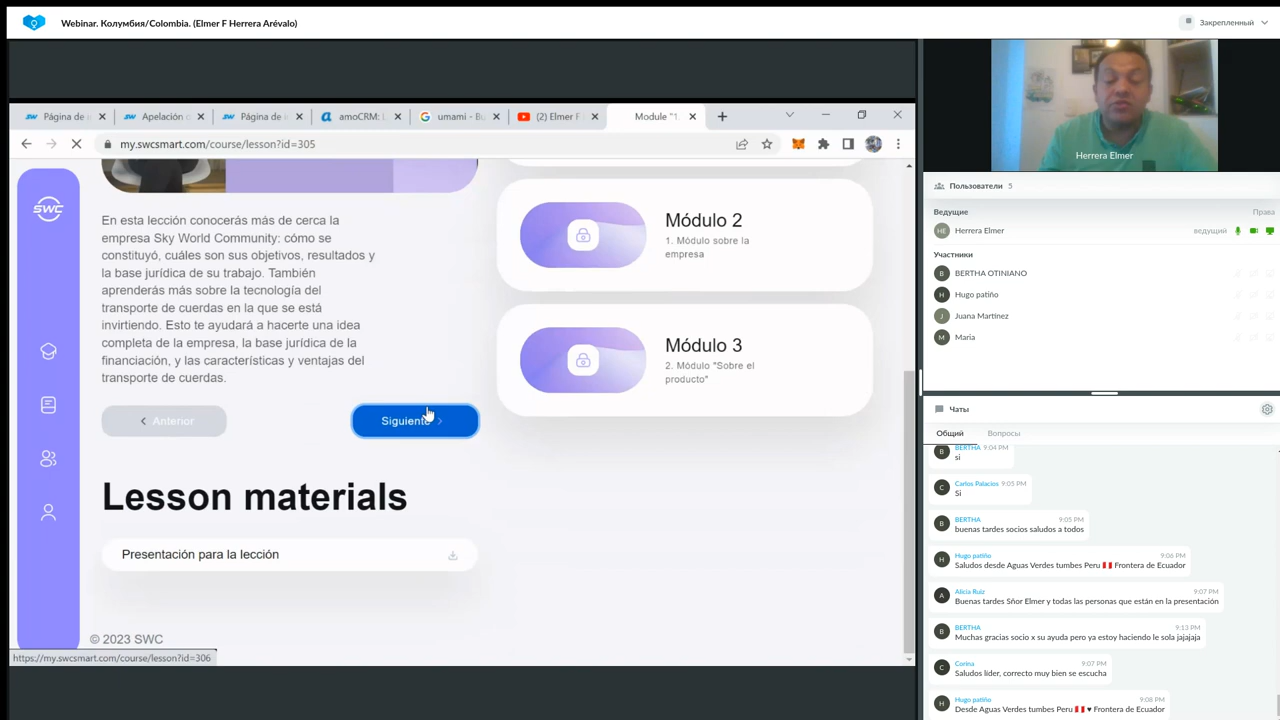 Webinar. Колумбия/Colombia. (Elmer F Herrera Arévalo)
Закрепленный
Página de i
Apelación d
Página de i
amoCRM: l
umami - Bu
(2) Elmer F
Module "1
my.swcsmart.com/course/lesson?id=305
SWC
En esta lección conocerás más de cerca la
empresa Sky World Community: cómo se
constituyó, cuáles son sus objetivos, resultados y
la base jurídica de su trabajo. También
aprenderás más sobre la tecnología del
transporte de cuerdas en la que se está
invirtiendo. Esto te ayudará a hacerte una idea
completa de la empresa, la base jurídica de la
financiación, y las características y ventajas del
transporte de cuerdas.
Anterior
Siguiente
Lesson materials
Presentación para la lección
© 2023 SWC
https://my.swcsmart.com/course/lesson?id=306
Módulo 2
1. Módulo sobre la
empresa
Módulo 3
2. Módulo "Sobre el
producto"
Herrera Elmer
Пользователи 5
Ведущие Права
HE Herrera Elmer ведущий
Участники
B BERTHA OTINIANO
H Hugo patiño
J Juana Martínez
M Maria
Чаты
Общий Вопросы
BERTHA 9:04 PM
B si
Carlos Palacios 9:05 PM
C Si
BERTHA 9:05 PM
B buenas tardes socios saludos a todos
Hugo patiño 9:06 PM
H Saludos desde Aguas Verdes tumbes Peru 🇵🇪 Frontera de Ecuador
Alicia Ruiz 9:07 PM
A Buenas tardes Sñor Elmer y todas las personas que están en la presentación
BERTHA 9:13 PM
B Muchas gracias socio x su ayuda pero ya estoy haciendo le sola jajajaja
Corina 9:07 PM
C Saludos líder, correcto muy bien se escucha
Hugo patiño 9:08 PM
H Desde Aguas Verdes tumbes Peru 🇵🇪 ♥ Frontera de Ecuador